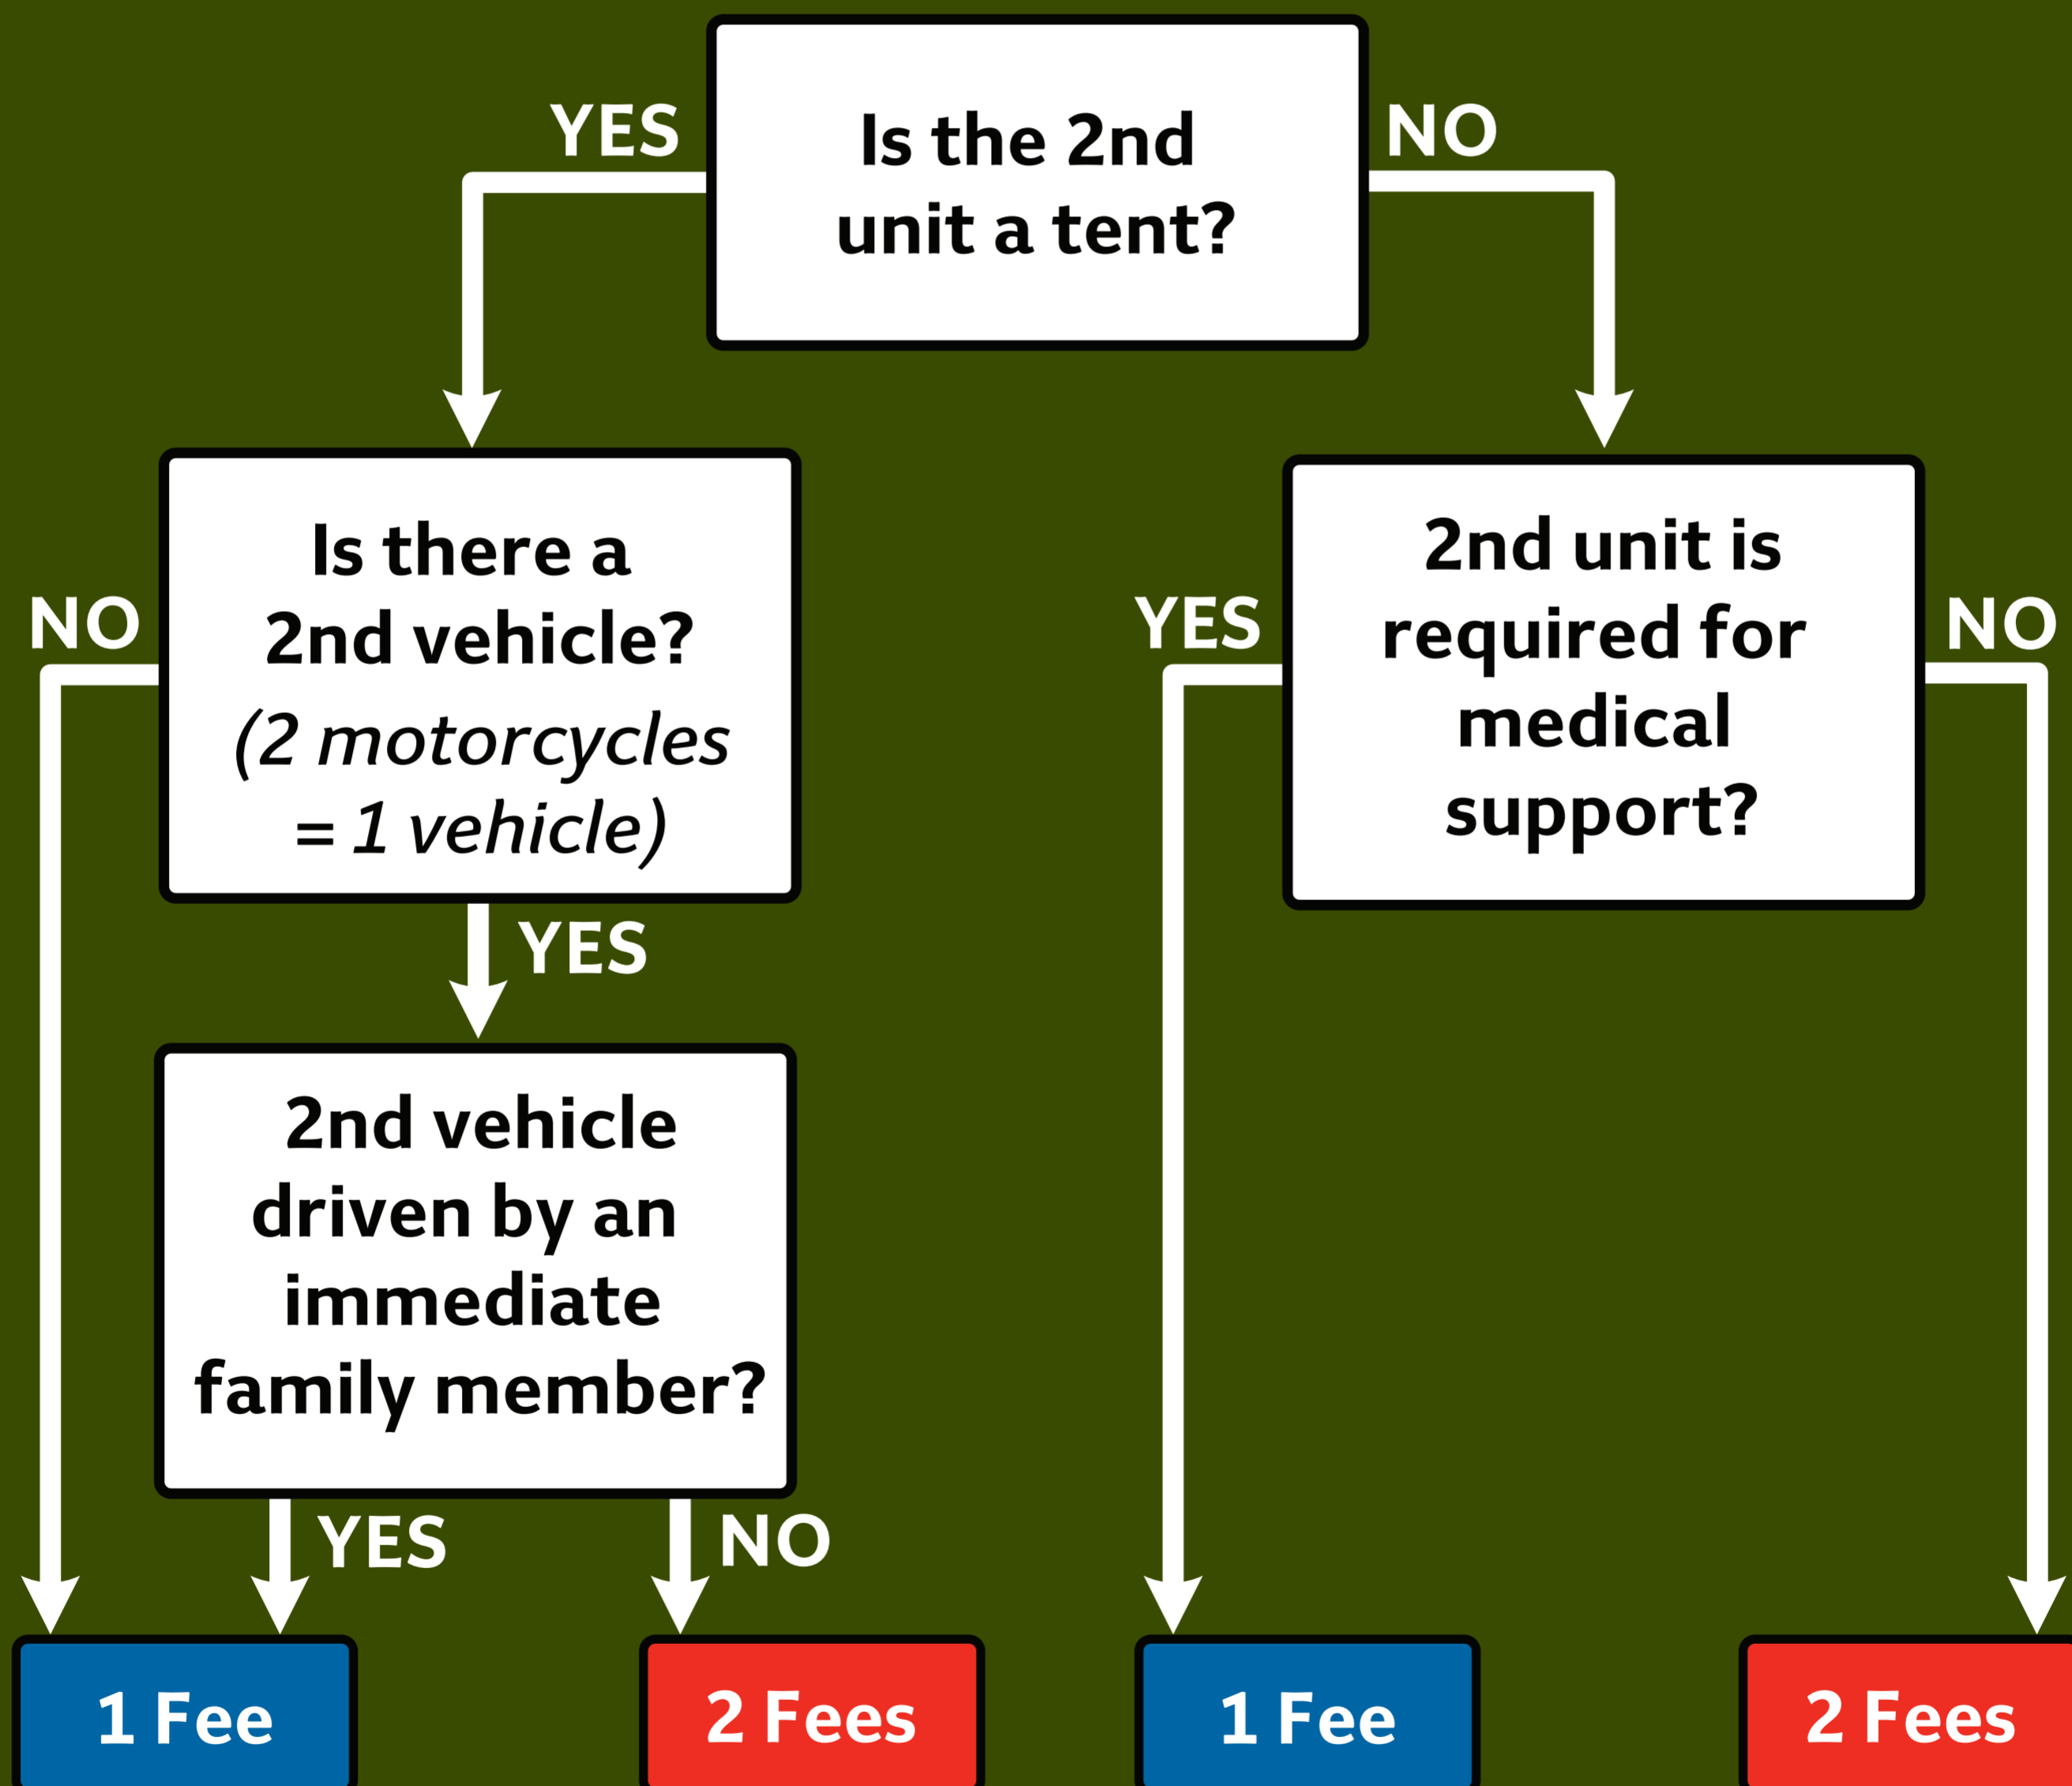 YES
Is the 2nd
unit a tent?
NO
NO
Is there a
2nd vehicle?
(2 motorcycles
= 1 vehicle)
YES
2nd unit is
required for
medical
support?
NO
YES
2nd vehicle
driven by an
immediate
family member?
YES
NO
1 Fee
2 Fees
1 Fee
2 Fees